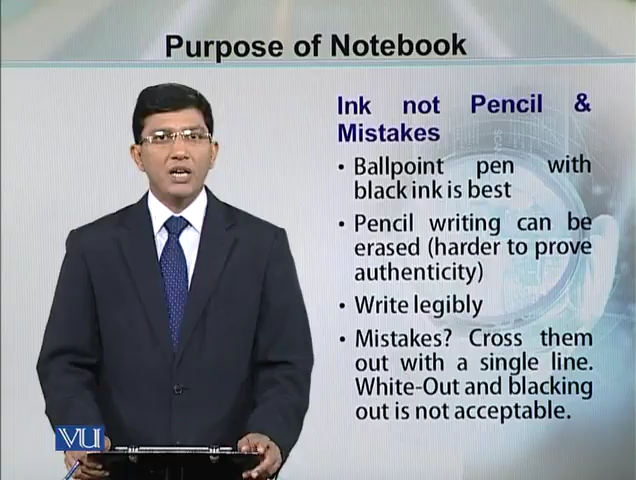 Purpose of Notebook
Ink not Pencil &
Mistakes
• Ballpoint pen with
black ink is best
• Pencil writing can be
erased (harder to prove
authenticity)
• Write legibly
• Mistakes? Cross them
out with a single line.
White-Out and blacking
out is not acceptable.
VU